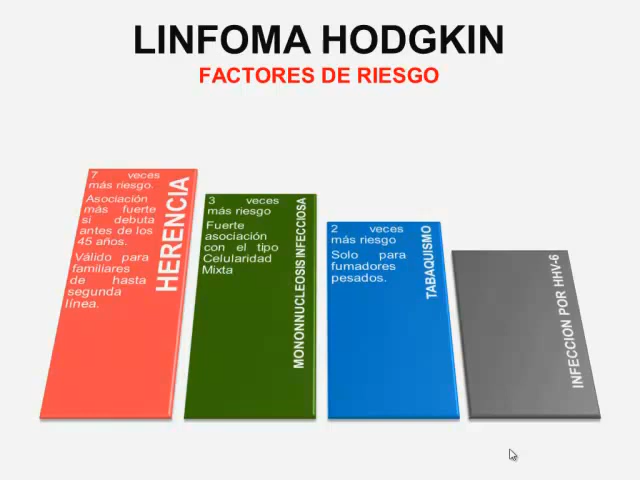 LINFOMA HODGKIN
FACTORES DE RIESGO
7 veces
más riesgo.
Asociación
más fuerte
si debuta
antes de los
45 años.
Válido para
familiares
de hasta
segunda
línea.
HERENCIA
3 veces
más riesgo
Fuerte
asociación
con el tipo
Celularidad
Mixta
MONONNUCLEOSIS INFECCIOSA
2 veces
más riesgo
Solo para
fumadores
pesados.
TABAQUISMO
INFECCION POR HHV-6